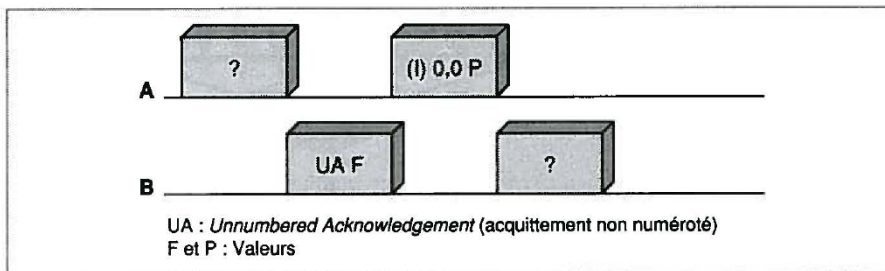 ? (I) 0,0 P
A
UA F ?
B
UA : Unnumbered Acknowledgement (acquittement non numéroté)
F et P : Valeurs